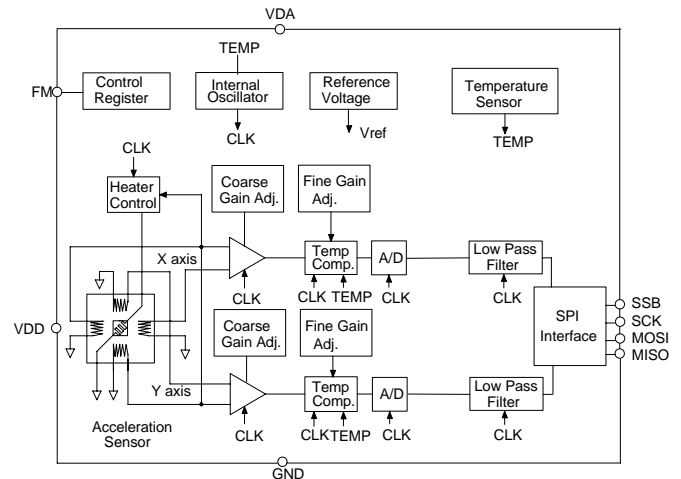 VDA
TEMP
FM
Control
Register
Internal
Oscillator
Reference
Voltage
Temperature
Sensor
CLK
Vref
TEMP
CLK
Heater
Control
Coarse
Gain Adj.
Fine Gain
Adj.
X axis
Temp
Comp.
A/D
Low Pass
Filter
CLK
CLK
TEMP
CLK
CLK
VDD
Coarse
Gain Adj.
Fine Gain
Adj.
SPI
Interface
SSB
SCK
MOSI
MISO
Y axis
Temp
Comp.
A/D
Low Pass
Filter
Acceleration
Sensor
CLK
CLK
TEMP
CLK
CLK
GND